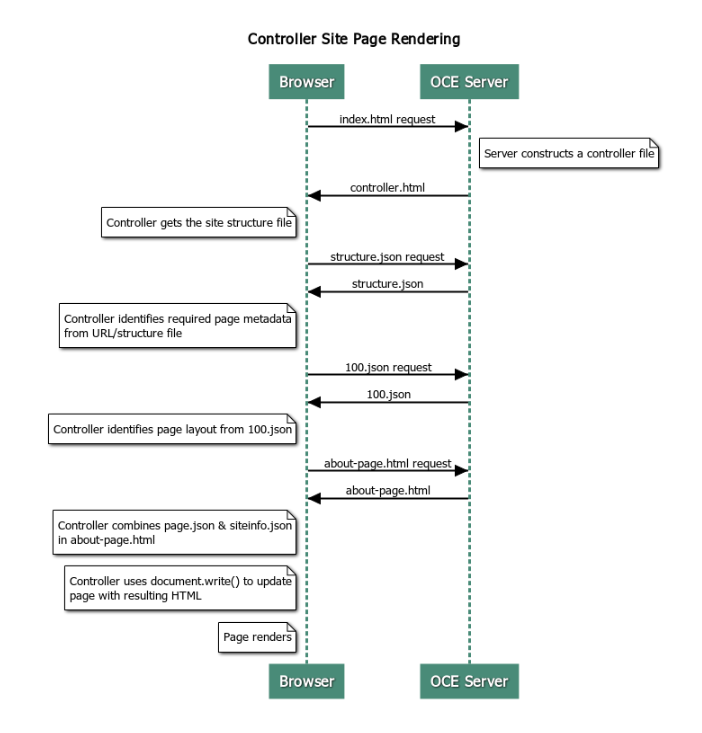 Controller Site Page Rendering
Browser
OCE Server
index.html request
Server constructs a controller file
controller.html
Controller gets the site structure file
structure.json request
structure.json
Controller identifies required page metadata
from URL/structure file
100.json request
100.json
Controller identifies page layout from 100.json
about-page.html request
about-page.html
Controller combines page.json & siteinfo.json
in about-page.html
Controller uses document.write() to update
page with resulting HTML
Page renders
Browser
OCE Server